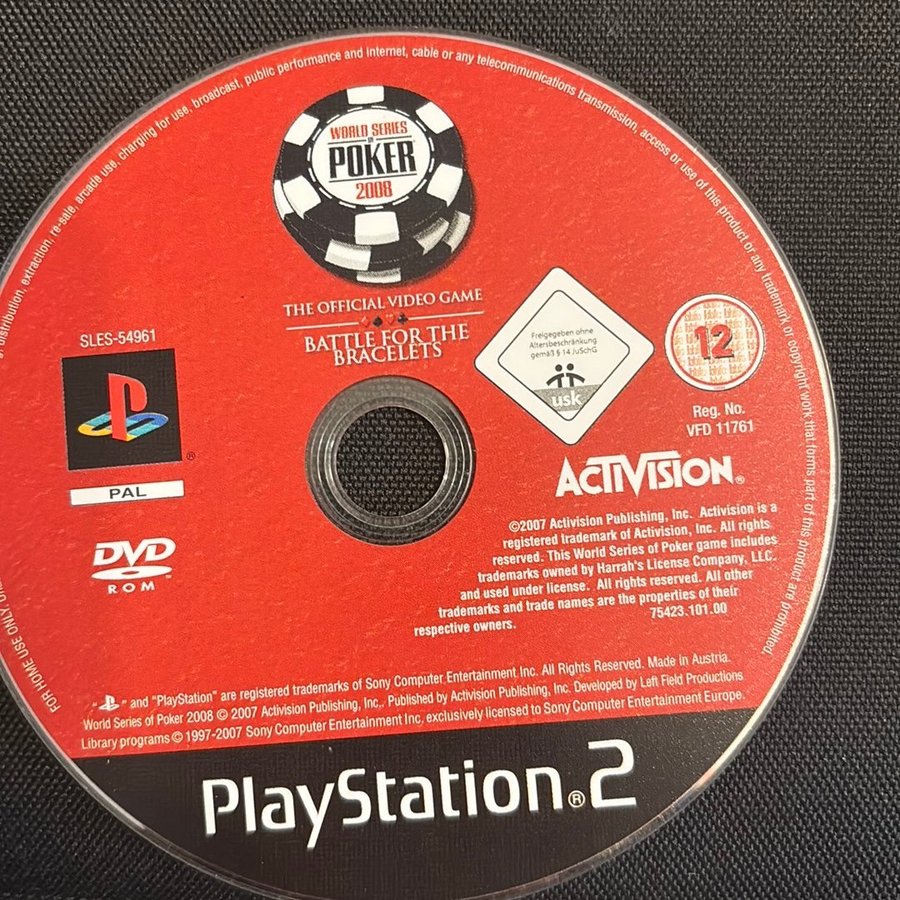 , distribution, extraction, re-sale, arcade use, charging for use, broadcast, public performance and internet, cable or any telecommunications transmission, access or use of this product or any trademark or copyright work that forms part of this product are prohibited.
WORLD SERIES
OF
POKER
2008
THE OFFICIAL VIDEO GAME
BATTLE FOR THE
BRACELETS
SLES-54961
®
PAL
DVD
ROM
Freigegeben ohne
Altersbeschränkung
gemäß § 14 JuSchG
usk
12
Reg. No.
VFD 11761
ACTIVISION®
©2007 Activision Publishing, Inc. Activision is a
registered trademark of Activision, Inc. All rights
reserved. This World Series of Poker game includes
trademarks owned by Harrah's License Company, LLC.
and used under license. All rights reserved. All other
trademarks and trade names are the properties of their
respective owners.
75423.101.00
FOR HOME USE ONLY
" " and "PlayStation" are registered trademarks of Sony Computer Entertainment Inc. All Rights Reserved. Made in Austria.
World Series of Poker 2008 © 2007 Activision Publishing, Inc., Published by Activision Publishing, Inc. Developed by Left Field Productions
Library programs © 1997-2007 Sony Computer Entertainment Inc, exclusively licensed to Sony Computer Entertainment Europe.
PlayStation®2